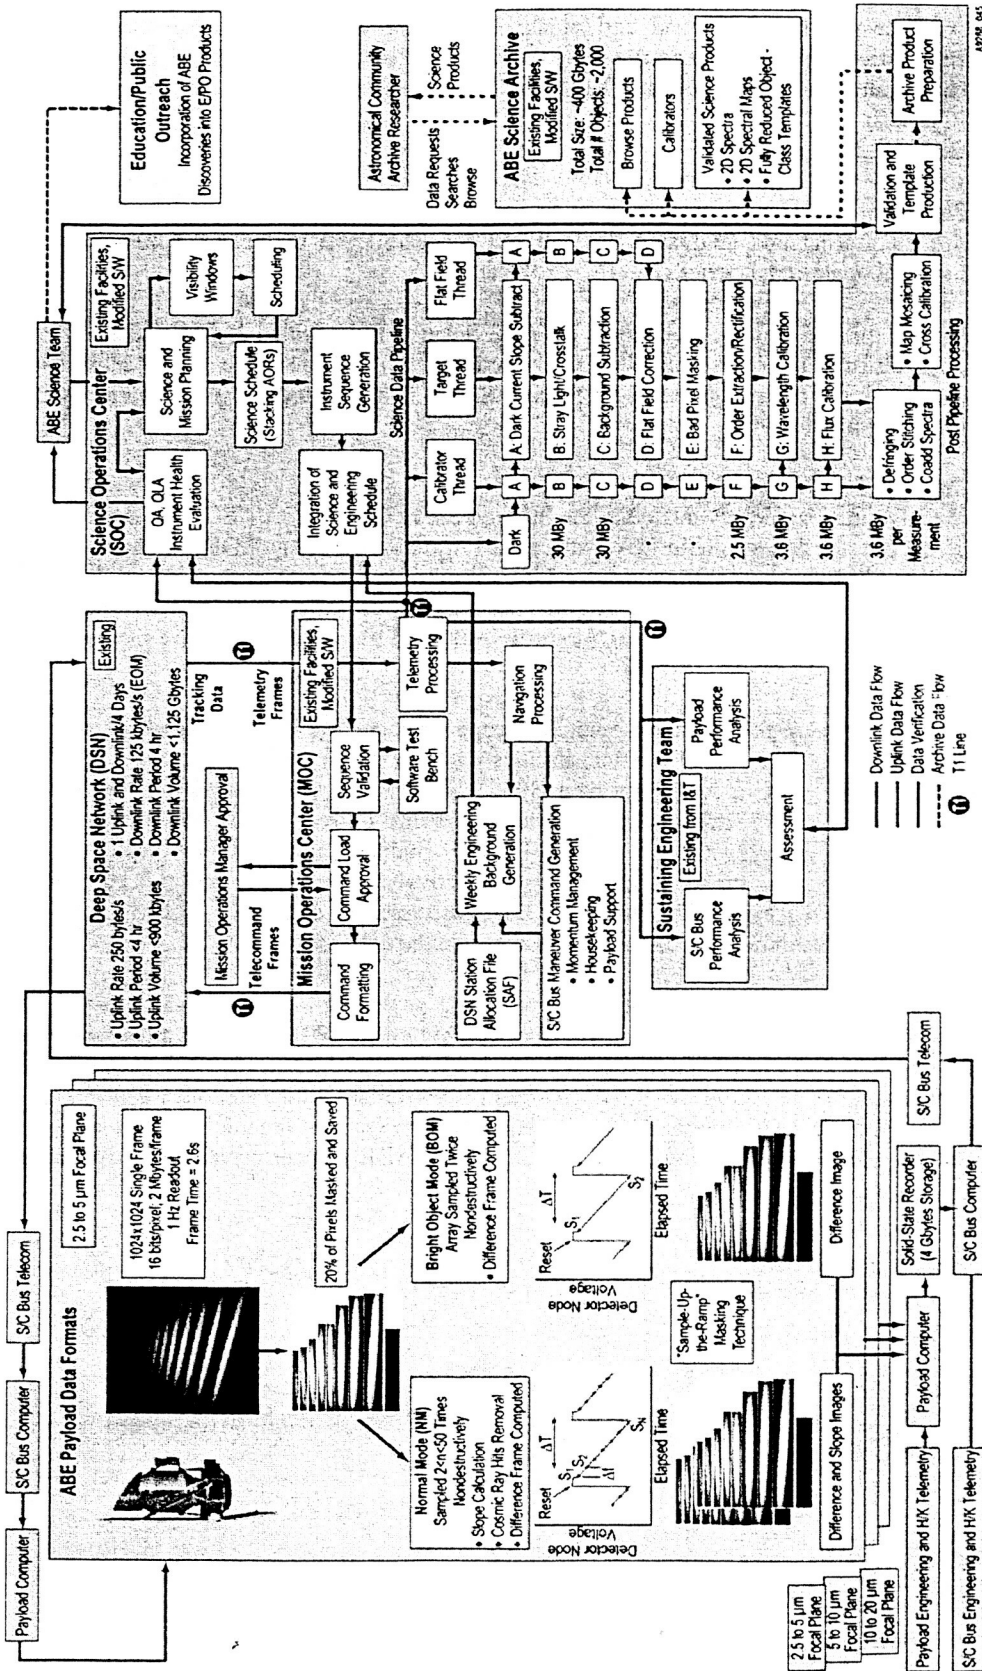 Payload Computer
S/C Bus Computer
S/C Bus Telecom
ABE Payload Data Formats
2.5 to 5 µm Focal Plane
1024x1024 Single Frame
16 bits/pixel; 2 Mbytes/frame
1 Hz Readout
Frame Time = 2.6s
20% of Pixels Masked and Saved
Normal Mode (NM)
Sampled 2<n<50 Times
Nondestructively
• Slope Calculation
• Cosmic Ray Hits Removal
• Difference Frame Computed
Bright Object Mode (BOM)
Array Sampled Twice
Nondestructively
• Difference Frame Computed
Detector Node
Voltage
Reset
S1
S2
ΔT
Δt
SN
Elapsed Time
Detector Node
Voltage
Reset
S1
ΔT
S2
Elapsed Time
"Sample-Up-
the-Ramp"
Masking
Technique
Difference and Slope Images
Difference Image
2.5 to 5 µm
Focal Plane
5 to 10 µm
Focal Plane
10 to 20 µm
Focal Plane
Payload Engineering and H/K Telemetry
Payload Computer
Solid-State Recorder
(4 Gbytes Storage)
S/C Bus Telecom
S/C Bus Engineering and H/K Telemetry
S/C Bus Computer
Deep Space Network (DSN)
Existing
• Uplink Rate 250 bytes/s
• Uplink Period <4 hr
• Uplink Volume <900 kbytes
• 1 Uplink and Downlink/4 Days
• Downlink Rate 125 kbytes/s (EOM)
• Downlink Period 4 hr
• Downlink Volume <1.125 Gbytes
Mission Operations Manager Approval
Telecommand
Frames
T1
Tracking
Data
T1
Telemetry
Frames
Mission Operations Center (MOC)
Existing Facilities,
Modified S/W
Command
Formatting
Command Load
Approval
Sequence
Validation
Software Test
Bench
Telemetry
Processing
T1
DSN Station
Allocation File
(SAF)
Weekly Engineering
Background
Generation
Navigation
Processing
S/C Bus Maneuver Command Generation
• Momentum Management
• Housekeeping
• Payload Support
T1
Sustaining Engineering Team
Existing from I&T
S/C Bus
Performance
Analysis
Payload
Performance
Analysis
Assessment
Downlink Data Flow
Uplink Data Flow
Data Verification
Archive Data Flow
T1
T1 Line
ABE Science Team
Education/Public
Outreach
Incorporation of ABE
Discoveries into E/PO Products
Science Operations Center
(SOC)
Existing Facilities,
Modified S/W
QA, QLA
Instrument Health
Evaluation
Science and
Mission Planning
Visibility
Windows
Scheduling
Science Schedule
(Stacking AORs)
Integration of
Science and
Engineering
Schedule
Instrument
Sequence
Generation
Science Data Pipeline
Calibrator
Thread
Target
Thread
Flat Field
Thread
Dark
A
A: Dark Current Slope Subtract
A
30 MBy
B
B: Stray Light/Crosstalk
B
30 MBy
C
C: Background Subtraction
C
D
D: Flat Field Correction
D
E
E: Bad Pixel Masking
2.5 MBy
F
F: Order Extraction/Rectification
3.6 MBy
G
G: Wavelength Calibration
3.6 MBy
H
H: Flux Calibration
3.6 MBy
per
Measure-
ment
• Defringing
• Order Stitching
• Coadd Spectra
• Map Mosaicing
• Cross Calibration
Post Pipeline Processing
Validation and
Template
Production
Archive Product
Preparation
Astronomical Community
Archive Researcher
Data Requests
Searches
Browse
Science
Products
ABE Science Archive
Existing Facilities,
Modified S/W
Total Size: ~400 Gbytes
Total # Objects: ~2,000
Browse Products
Calibrators
Validated Science Products
• 2D Spectra
• 2D Spectral Maps
• Fully Reduced Object -
Class Templates